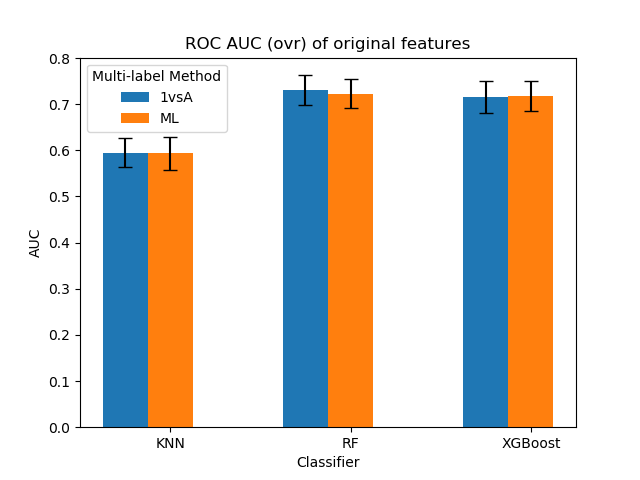 ROC AUC (ovr) of original features
Multi-label Method
1vsA
ML
AUC
0.8
0.7
0.6
0.5
0.4
0.3
0.2
0.1
0.0
KNN RF XGBoost
Classifier